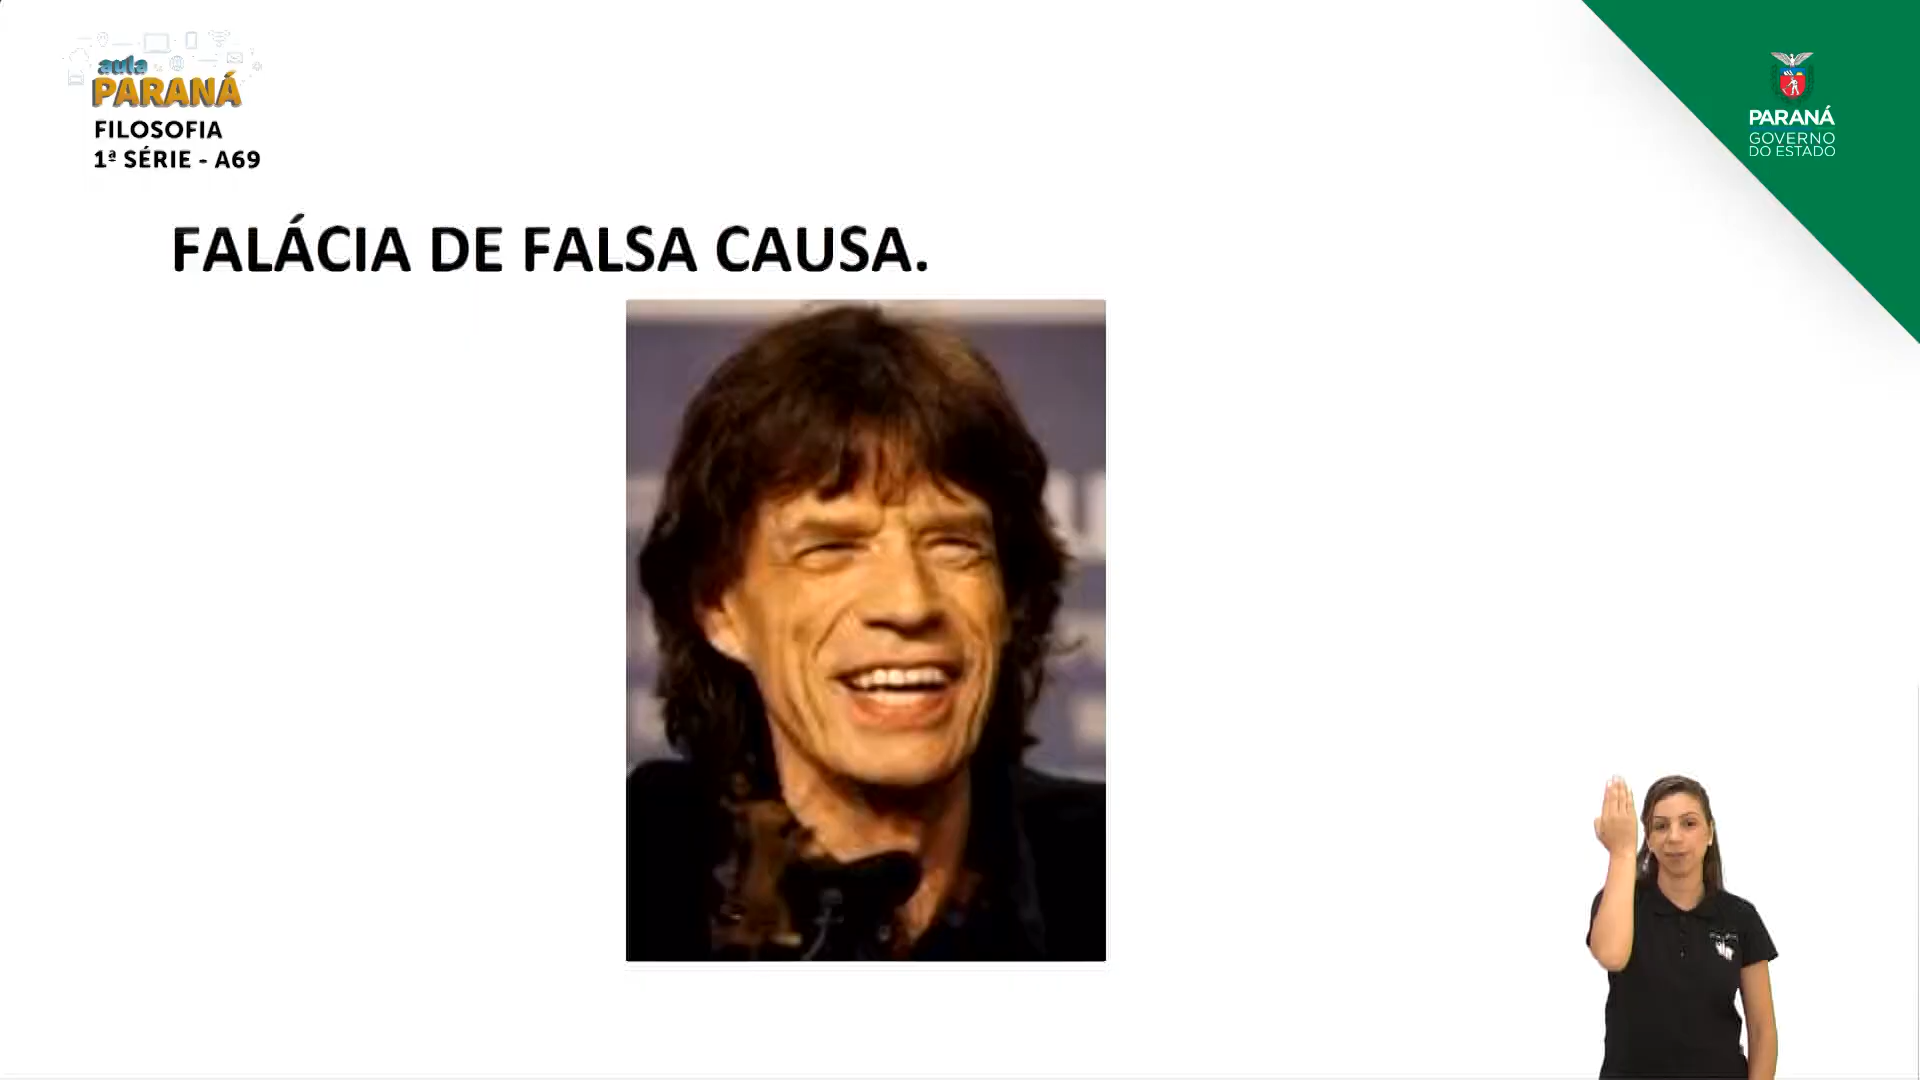 aula
PARANÁ
FILOSOFIA
1ª SÉRIE - A69
PARANÁ
GOVERNO
DO ESTADO
FALÁCIA DE FALSA CAUSA.